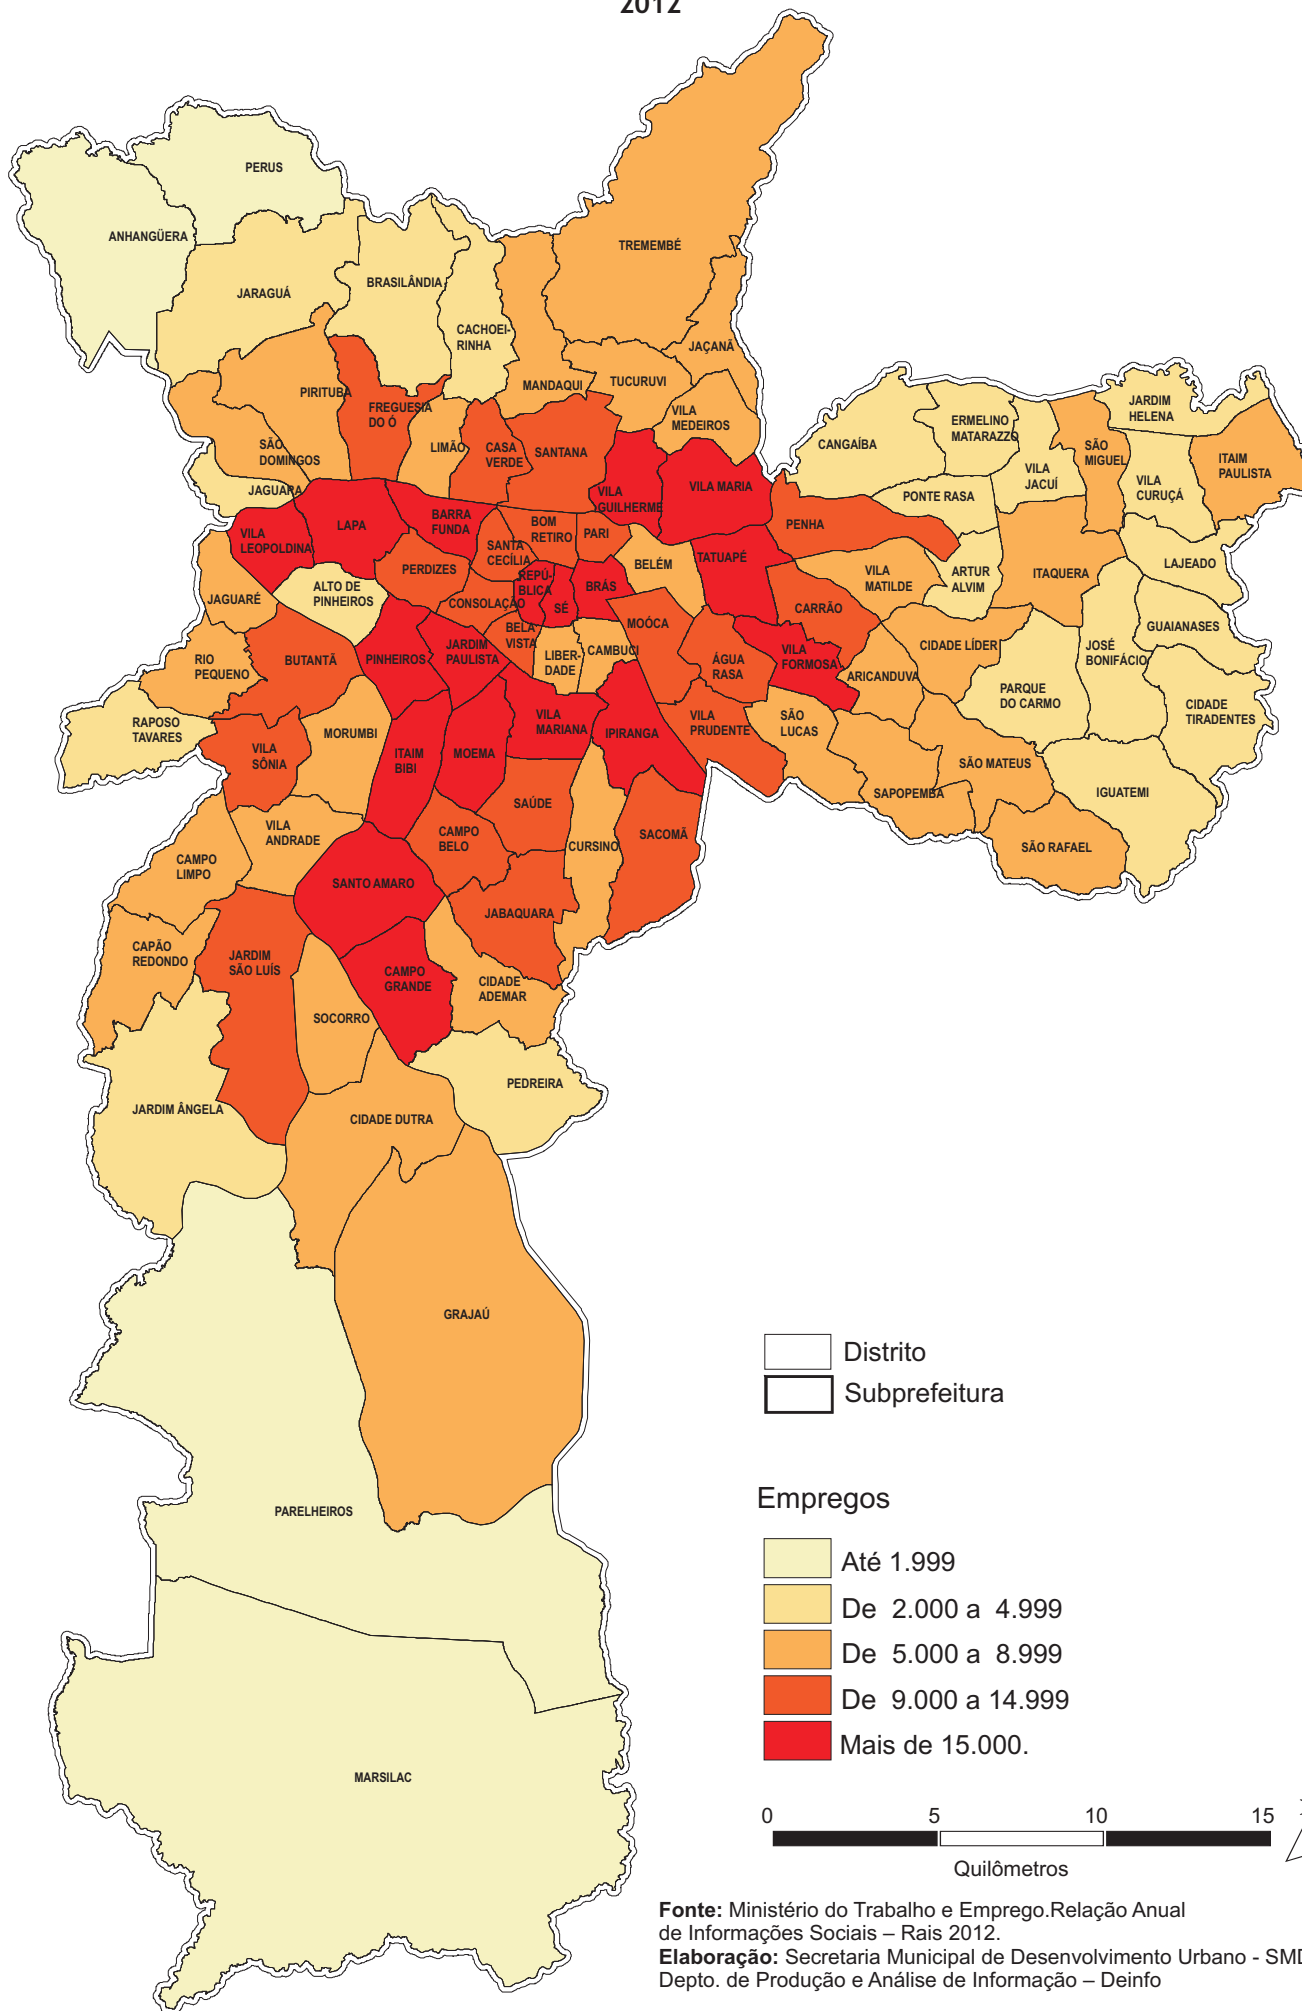 2012
PERUS
ANHANGÜERA
TREMEMBÉ
JARAGUÁ
BRASILÂNDIA
CACHOEI-
RINHA
JAÇANÃ
MANDAQUI
TUCURUVI
PIRITUBA
FREGUESIA
DO Ó
VILA
MEDEIROS
LIMÃO
CASA
VERDE
SANTANA
SÃO
DOMINGOS
JAGUARA
CANGAÍBA
ERMELINO
MATARAZZO
JARDIM
HELENA
SÃO
MIGUEL
ITAIM
PAULISTA
VILA
JACUÍ
VILA
CURUÇÁ
PONTE RASA
VILA
GUILHERME
VILA MARIA
PENHA
VILA
LEOPOLDINA
LAPA
BARRA
FUNDA
BOM
RETIRO
PARI
SANTA
CECÍLIA
PERDIZES
BELÉM
TATUAPÉ
VILA
MATILDE
ARTUR
ALVIM
ITAQUERA
LAJEADO
JAGUARÉ
ALTO DE
PINHEIROS
CONSOLAÇÃO
REPÚ-
BLICA
SÉ
BRÁS
MOÓCA
CARRÃO
GUAIANASES
RIO
PEQUENO
BUTANTÃ
PINHEIROS
JARDIM
PAULISTA
BELA
VISTA
LIBER-
DADE
CAMBUCI
ÁGUA
RASA
VILA
FORMOSA
ARICANDUVA
CIDADE LÍDER
JOSÉ
BONIFÁCIO
PARQUE
DO CARMO
CIDADE
TIRADENTES
RAPOSO
TAVARES
VILA
SÔNIA
MORUMBI
ITAIM
BIBI
MOEMA
VILA
MARIANA
IPIRANGA
VILA
PRUDENTE
SÃO
LUCAS
SÃO MATEUS
SAPOPEMBA
IGUATEMI
VILA
ANDRADE
CAMPO
BELO
SAÚDE
CURSINO
SACOMÃ
SÃO RAFAEL
CAMPO
LIMPO
SANTO AMARO
JABAQUARA
CAPÃO
REDONDO
JARDIM
SÃO LUÍS
CAMPO
GRANDE
CIDADE
ADEMAR
SOCORRO
PEDREIRA
JARDIM ÂNGELA
CIDADE DUTRA
GRAJAÚ
PARELHEIROS
MARSILAC
Distrito
Subprefeitura
Empregos
Até 1.999
De 2.000 a 4.999
De 5.000 a 8.999
De 9.000 a 14.999
Mais de 15.000.
0 5 10 15
Quilômetros
Fonte: Ministério do Trabalho e Emprego.Relação Anual
de Informações Sociais – Rais 2012.
Elaboração: Secretaria Municipal de Desenvolvimento Urbano - SMD
Depto. de Produção e Análise de Informação – Deinfo